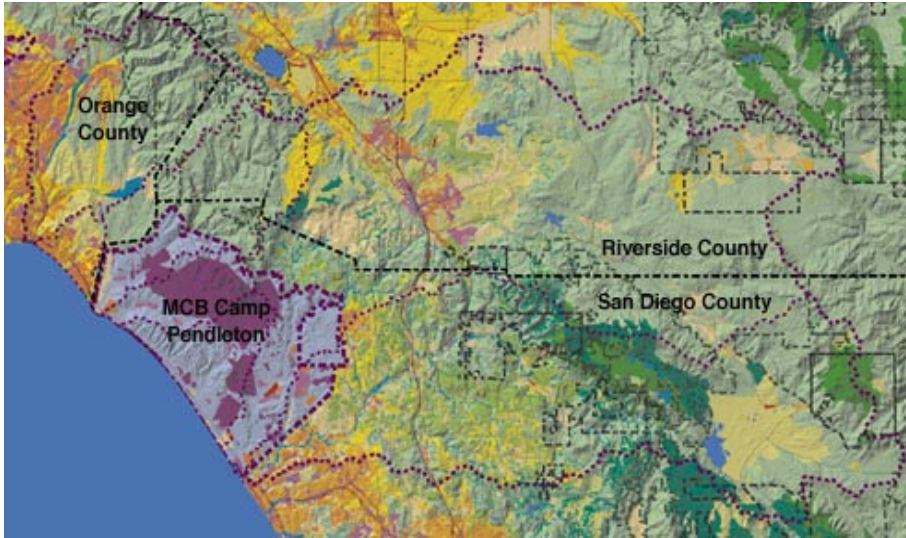 Orange
County
Riverside County
San Diego County
MCB Camp
Pendleton